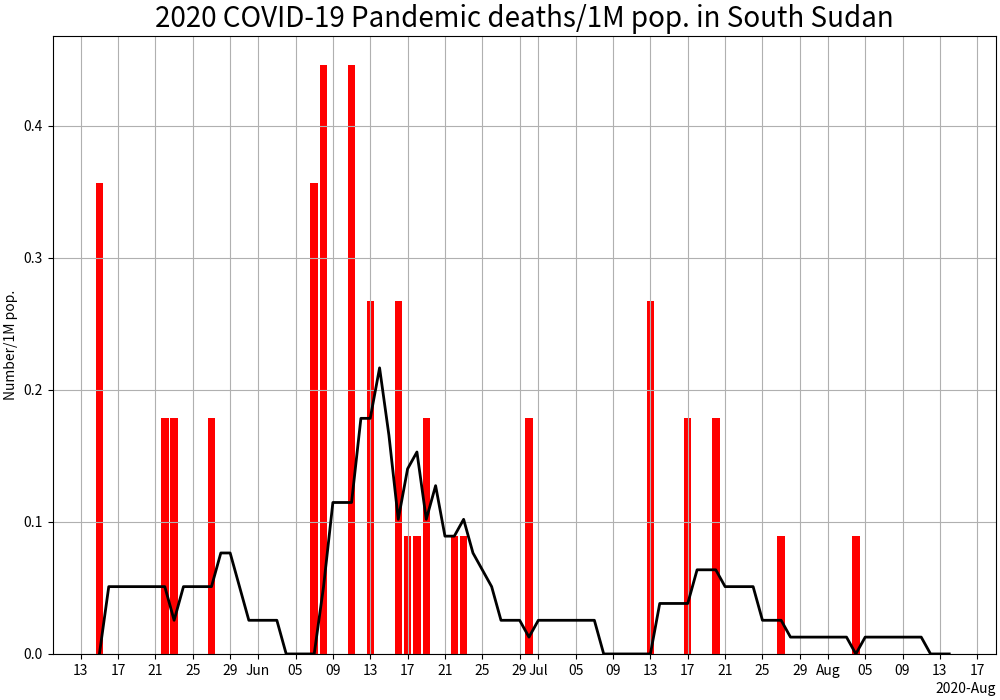 2020 COVID-19 Pandemic deaths/1M pop. in South Sudan
Number/1M pop.
0.4
0.3
0.2
0.1
0.0
13 17 21 25 29 Jun 05 09 13 17 21 25 29 Jul 05 09 13 17 21 25 29 Aug 05 09 13 17
2020-Aug